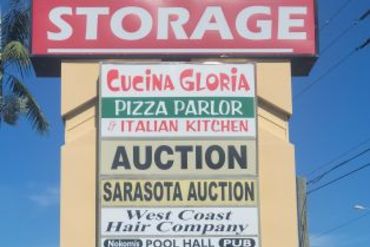 STORAGE
CUCINA GLORIA
PIZZA PARLOR
& ITALIAN KITCHEN
AUCTION
SARASOTA AUCTION
West Coast
Hair Company
Nokomis POOL HALL PUB